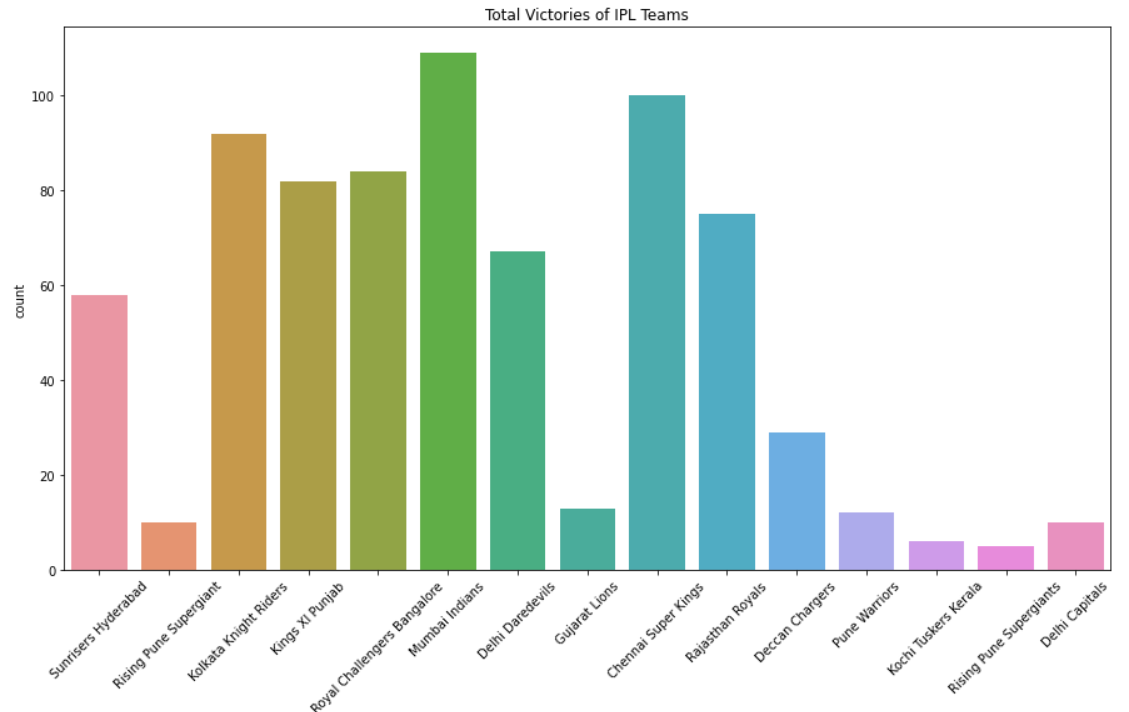 Total Victories of IPL Teams
count
100
80
60
40
20
0
Sunrisers Hyderabad
Rising Pune Supergiant
Kolkata Knight Riders
Kings XI Punjab
Royal Challengers Bangalore
Mumbai Indians
Delhi Daredevils
Gujarat Lions
Chennai Super Kings
Rajasthan Royals
Deccan Chargers
Pune Warriors
Kochi Tuskers Kerala
Rising Pune Supergiants
Delhi Capitals